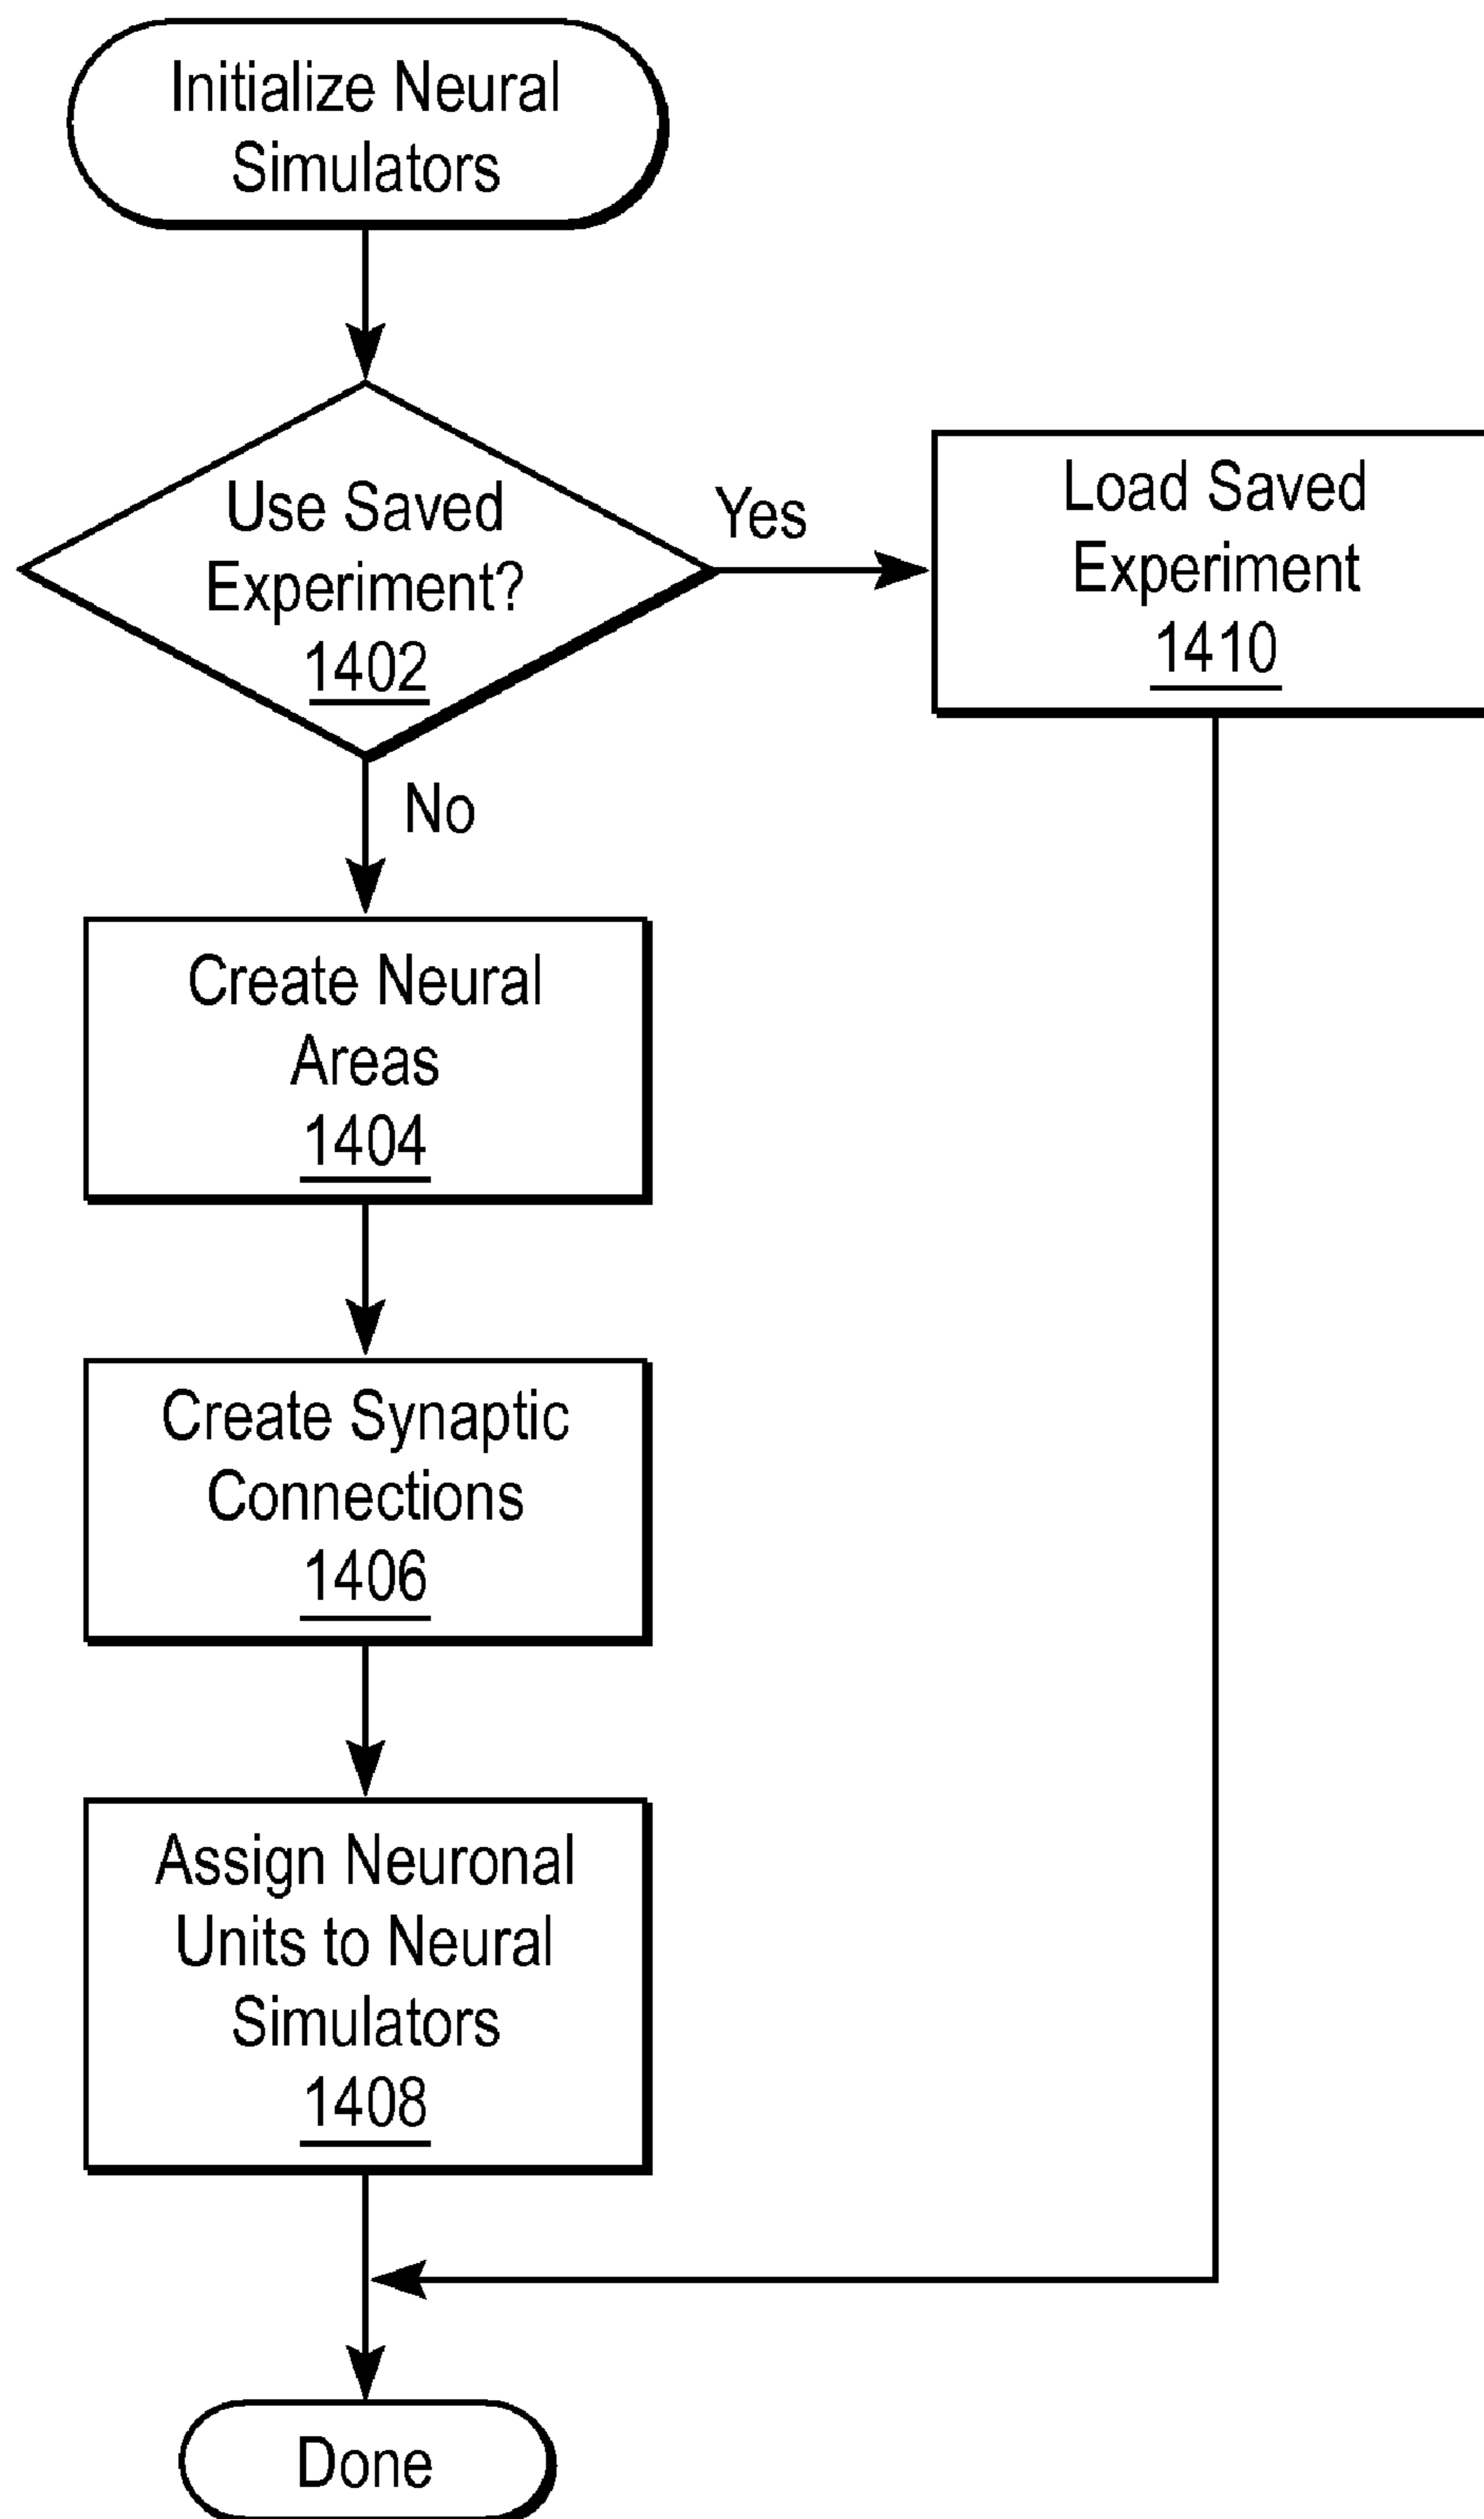 Initialize Neural
Simulators
Use Saved
Experiment?
1402
Yes
Load Saved
Experiment
1410
No
Create Neural
Areas
1404
Create Synaptic
Connections
1406
Assign Neuronal
Units to Neural
Simulators
1408
Done